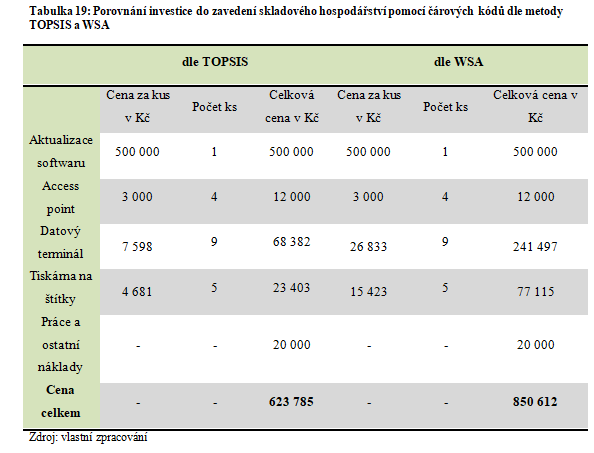 Tabulka 19: Porovnání investice do zavedení skladového hospodářství pomocí čárových kódů dle metody
TOPSIS a WSA
dle TOPSIS dle WSA
Cena za kus v Kč Počet ks Celková cena v Kč Cena za kus v Kč Počet ks Celková cena v Kč
Aktualizace softwaru 500 000 1 500 000 500 000 1 500 000
Access point 3 000 4 12 000 3 000 4 12 000
Datový terminál 7 598 9 68 382 26 833 9 241 497
Tiskárna na štítky 4 681 5 23 403 15 423 5 77 115
Práce a ostatní náklady - - 20 000 - - 20 000
Cena celkem - - 623 785 - - 850 612
Zdroj: vlastní zpracování